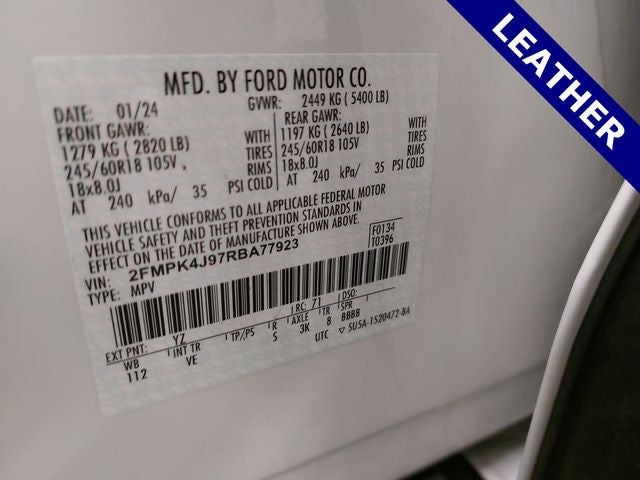 LEATHER
MFD. BY FORD MOTOR CO.
DATE: 01/24 GVWR: 2449 KG ( 5400 LB)
FRONT GAWR: REAR GAWR:
1279 KG ( 2820 LB) WITH 1197 KG ( 2640 LB) WITH
245/60R18 105V TIRES 245/60R18 105V TIRES
18x8.0J RIMS 18x8.0J RIMS
AT 240 kPa/ 35 PSI COLD AT 240 kPa/ 35 PSI COLD
THIS VEHICLE CONFORMS TO ALL APPLICABLE FEDERAL MOTOR
VEHICLE SAFETY AND THEFT PREVENTION STANDARDS IN
EFFECT ON THE DATE OF MANUFACTURE SHOWN ABOVE.
VIN: 2FMPK4J97RBA77923 F0134
TYPE: MPV T0396
EXT PNT: YZ RC: 71 DSO:
WB INT TR TP/PS R AXLE TR SPR
112 VE S 3K 8 BBBB
UTC ▽ 5U5A-1520472-BA